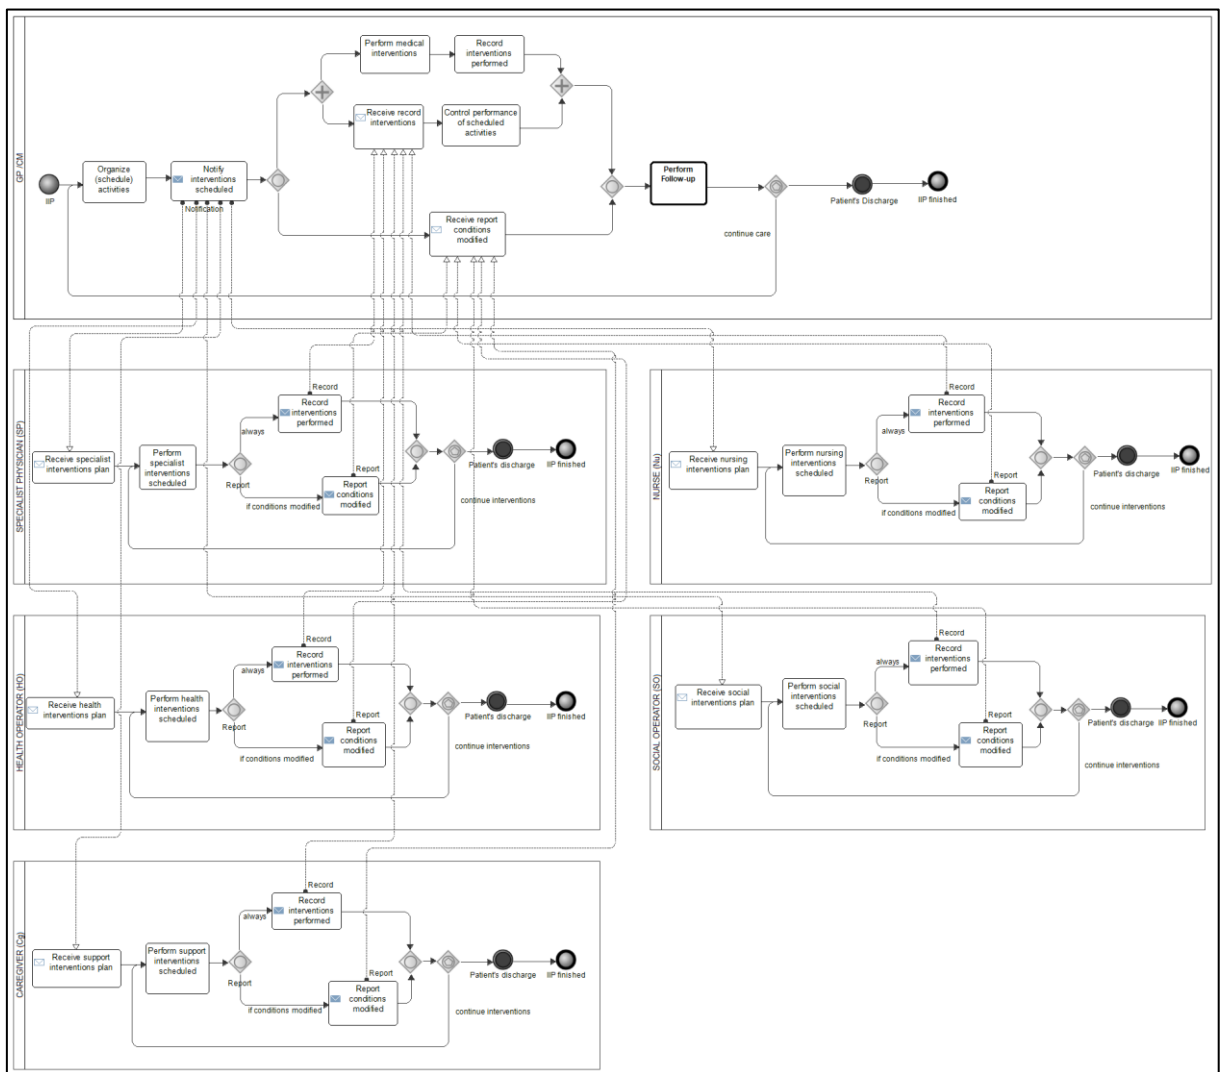 GP /CM
IIP
Organize
(schedule)
activities
Notify
interventions
scheduled
Notification
Perform medical
interventions
Record
interventions
performed
Receive record
interventions
Control performance
of scheduled
activities
Receive report
conditions
modified
Perform
Follow-up
continue care
Patient's Discharge
IIP finished
SPECIALIST PHYSICIAN (SP)
Receive specialist
interventions plan
Perform
specialist
interventions
scheduled
always
Report
if conditions modified
Record
Record
interventions
performed
Report
Report
conditions
modified
continue interventions
Patient's discharge
IIP finished
NURSE (Nu)
Receive nursing
interventions plan
Perform nursing
interventions
scheduled
always
Report
if conditions modified
Record
Record
interventions
performed
Report
Report
conditions
modified
continue interventions
Patient's discharge
IIP finished
HEALTH OPERATOR (HO)
Receive health
interventions plan
Perform health
interventions
scheduled
always
Report
if conditions modified
Record
Record
interventions
performed
Report
Report
conditions
modified
continue interventions
Patient's discharge
IIP finished
SOCIAL OPERATOR (SO)
Receive social
interventions plan
Perform social
interventions
scheduled
always
Report
if conditions modified
Record
Record
interventions
performed
Report
Report
conditions
modified
continue interventions
Patient's discharge
IIP finished
CAREGIVER (Cg)
Receive support
interventions plan
Perform support
interventions
scheduled
always
Report
if conditions modified
Record
Record
interventions
performed
Report
Report
conditions
modified
continue interventions
Patient's discharge
IIP finished